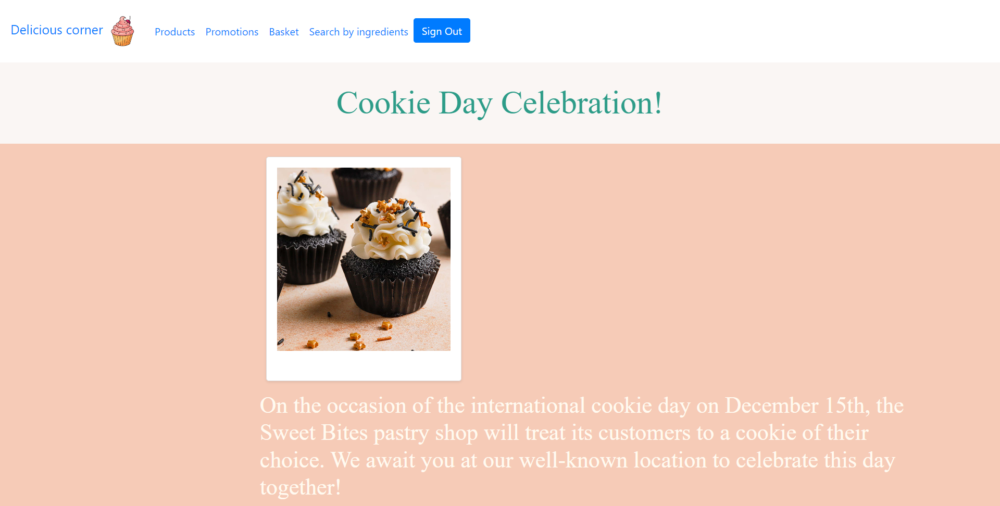 Delicious corner
Products Promotions Basket Search by ingredients Sign Out
Cookie Day Celebration!
On the occasion of the international cookie day on December 15th, the
Sweet Bites pastry shop will treat its customers to a cookie of their
choice. We await you at our well-known location to celebrate this day
together!